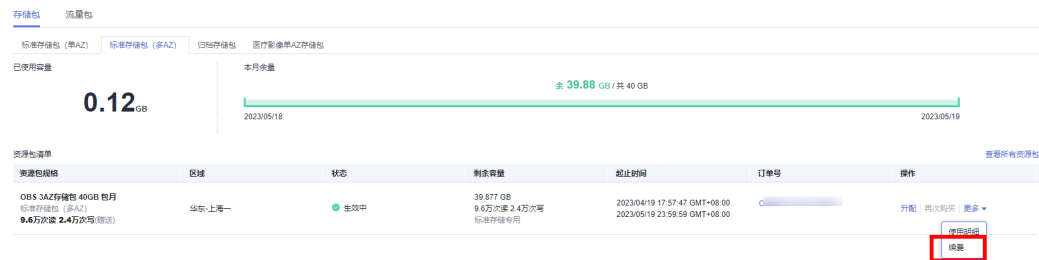 存储包 流量包
标准存储包（单AZ） 标准存储包（多AZ） 归档存储包 医疗影像单AZ存储包
已使用容量 本月余量
余 39.88 GB / 共 40 GB
0.12GB
2023/05/18 2023/05/19
资源包清单 查看所有资源包
资源包规格 区域 状态 剩余容量 起止时间 订单号 操作
OBS 3AZ存储包 40GB 包月
标准存储包（多AZ）
9.6万次读 2.4万次写(赠送)
华东-上海一
生效中
39.877 GB
9.6万次读 2.4万次写
标准存储专用
2023/04/19 17:57:47 GMT+08:00
2023/05/19 23:59:59 GMT+08:00
升配 再次购买 更多
使用明细
续费